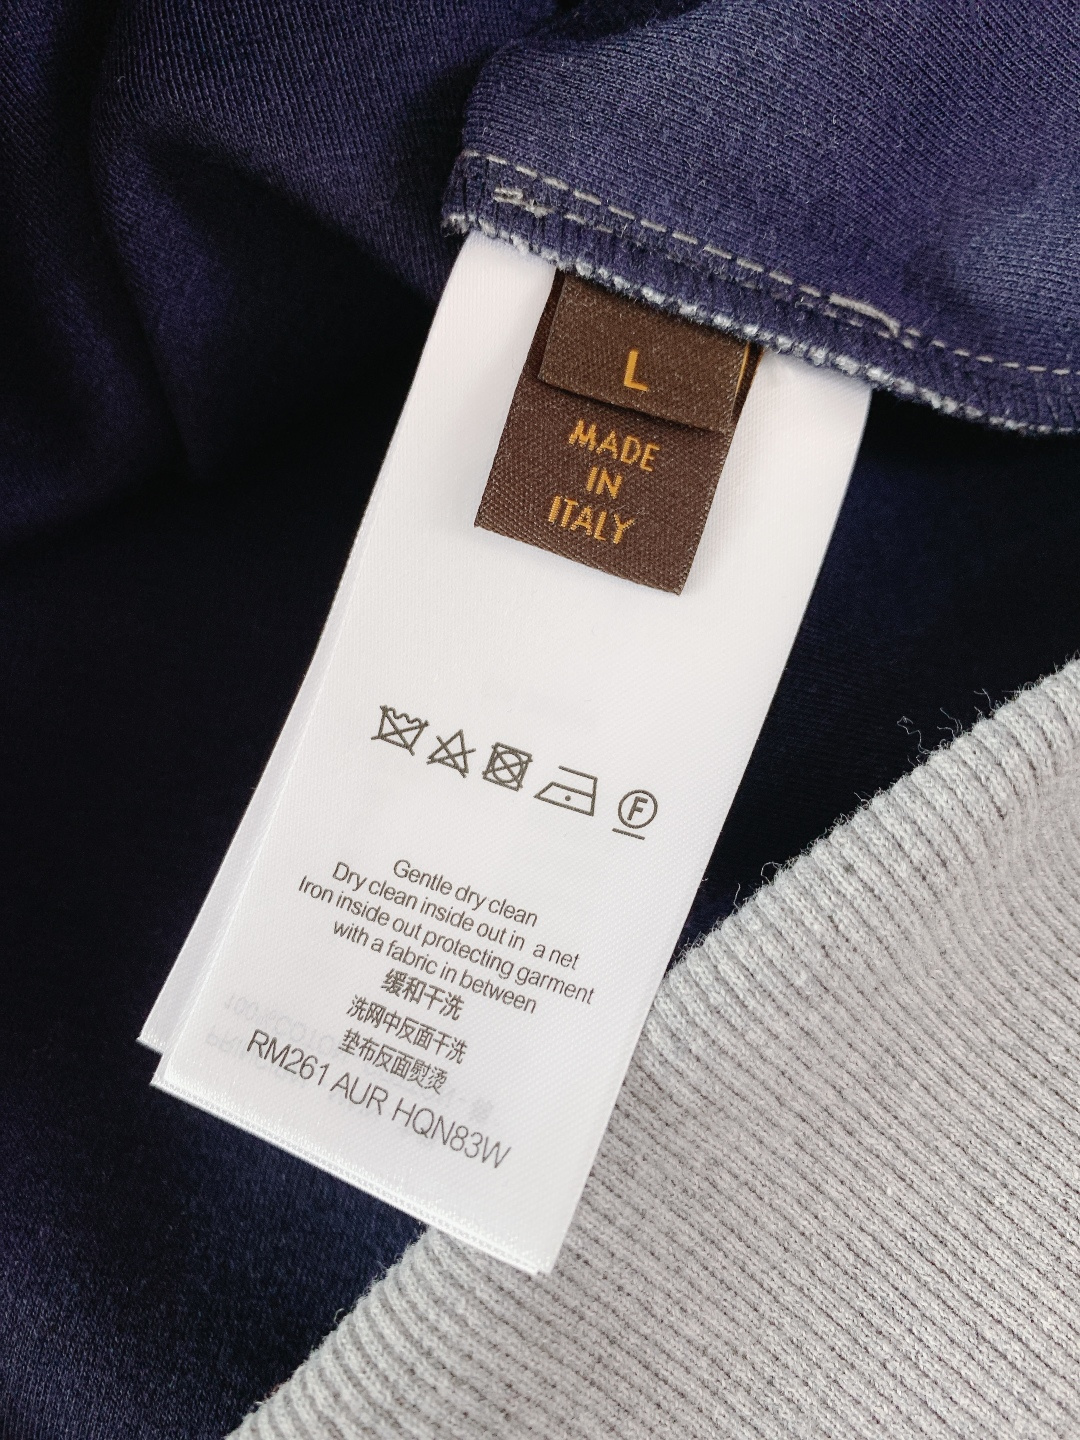 L
MADE
IN
ITALY
F
Gentle dry clean
Dry clean inside out in a net
Iron inside out protecting garment
with a fabric in between
缓和干洗
洗网中反面干洗
垫布反面熨烫
RM261 AUR HQN83W